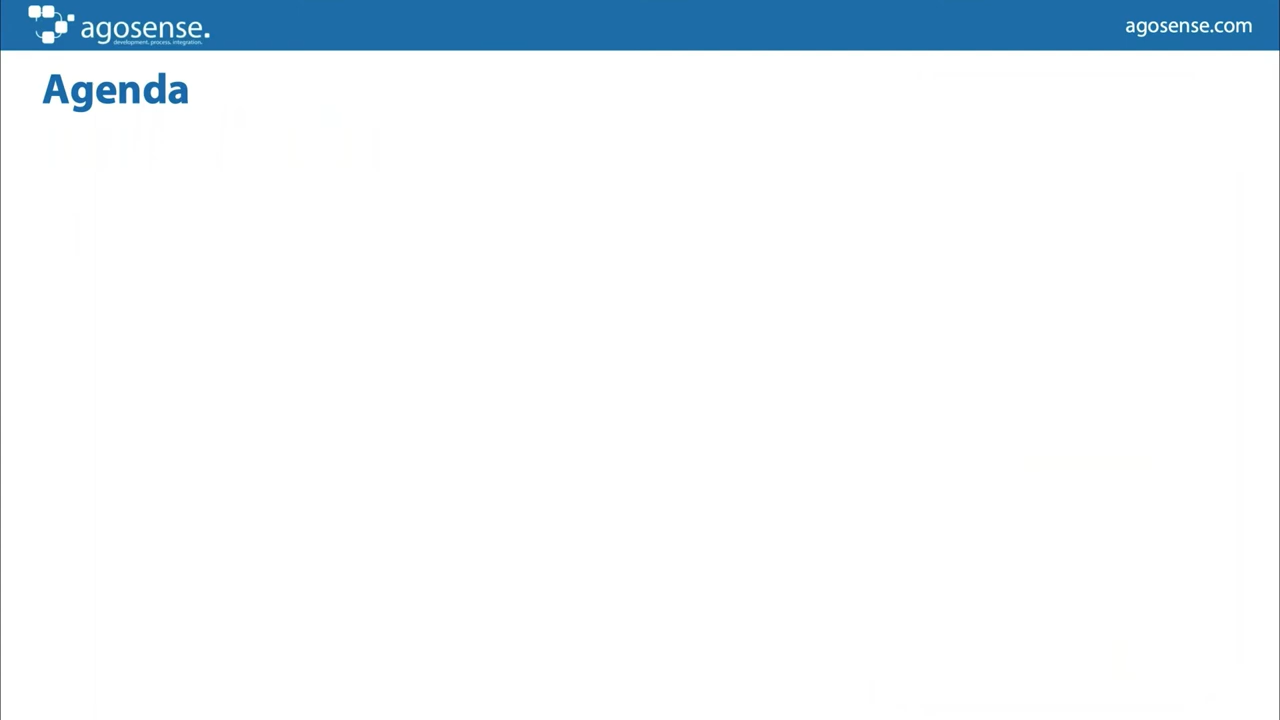 agosense.
development. process. integration.
agosense.com
Agenda